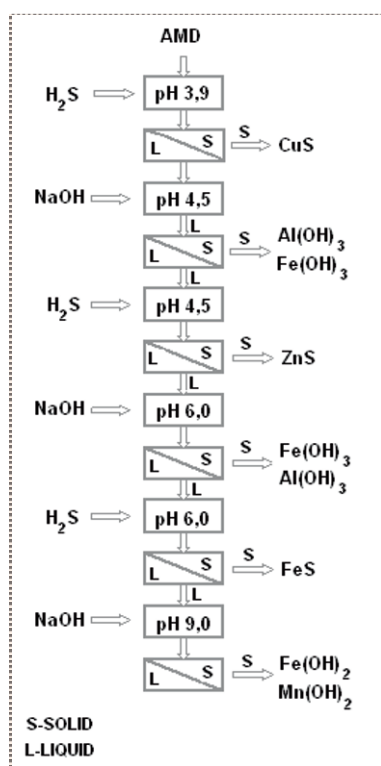 AMD
H₂S pH 3,9
L S S CuS
NaOH pH 4,5
L
L S S Al(OH)₃
Fe(OH)₃
L
H₂S pH 4,5
L S S ZnS
L
NaOH pH 6,0
L S S Fe(OH)₃
Al(OH)₃
L
H₂S pH 6,0
L S S FeS
L
NaOH pH 9,0
L S S Fe(OH)₂
Mn(OH)₂
S-SOLID
L-LIQUID